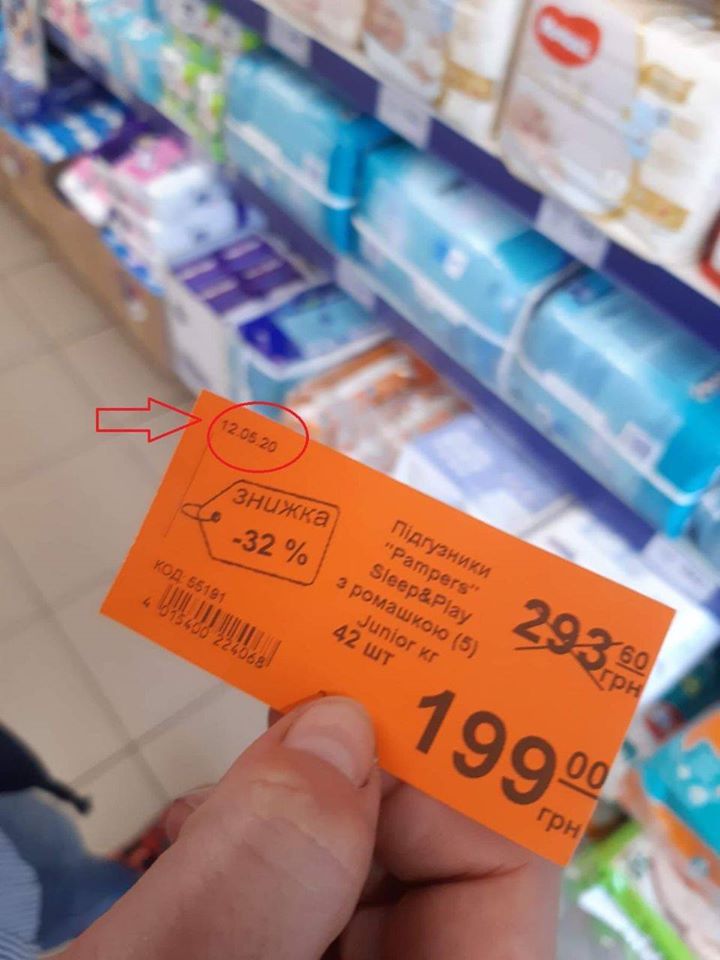 12.05.20
знижка
-32 %
КОД 55191
4 015400 224068
Підгузники
"Pampers"
Sleep&Play
з ромашкою (5)
Junior кг
42 шт
293 60
грн
199 00
грн